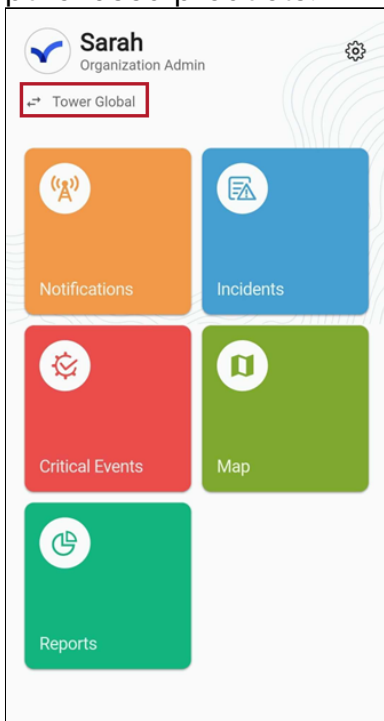 Sarah
Organization Admin
Tower Global
Notifications
Incidents
Critical Events
Map
Reports